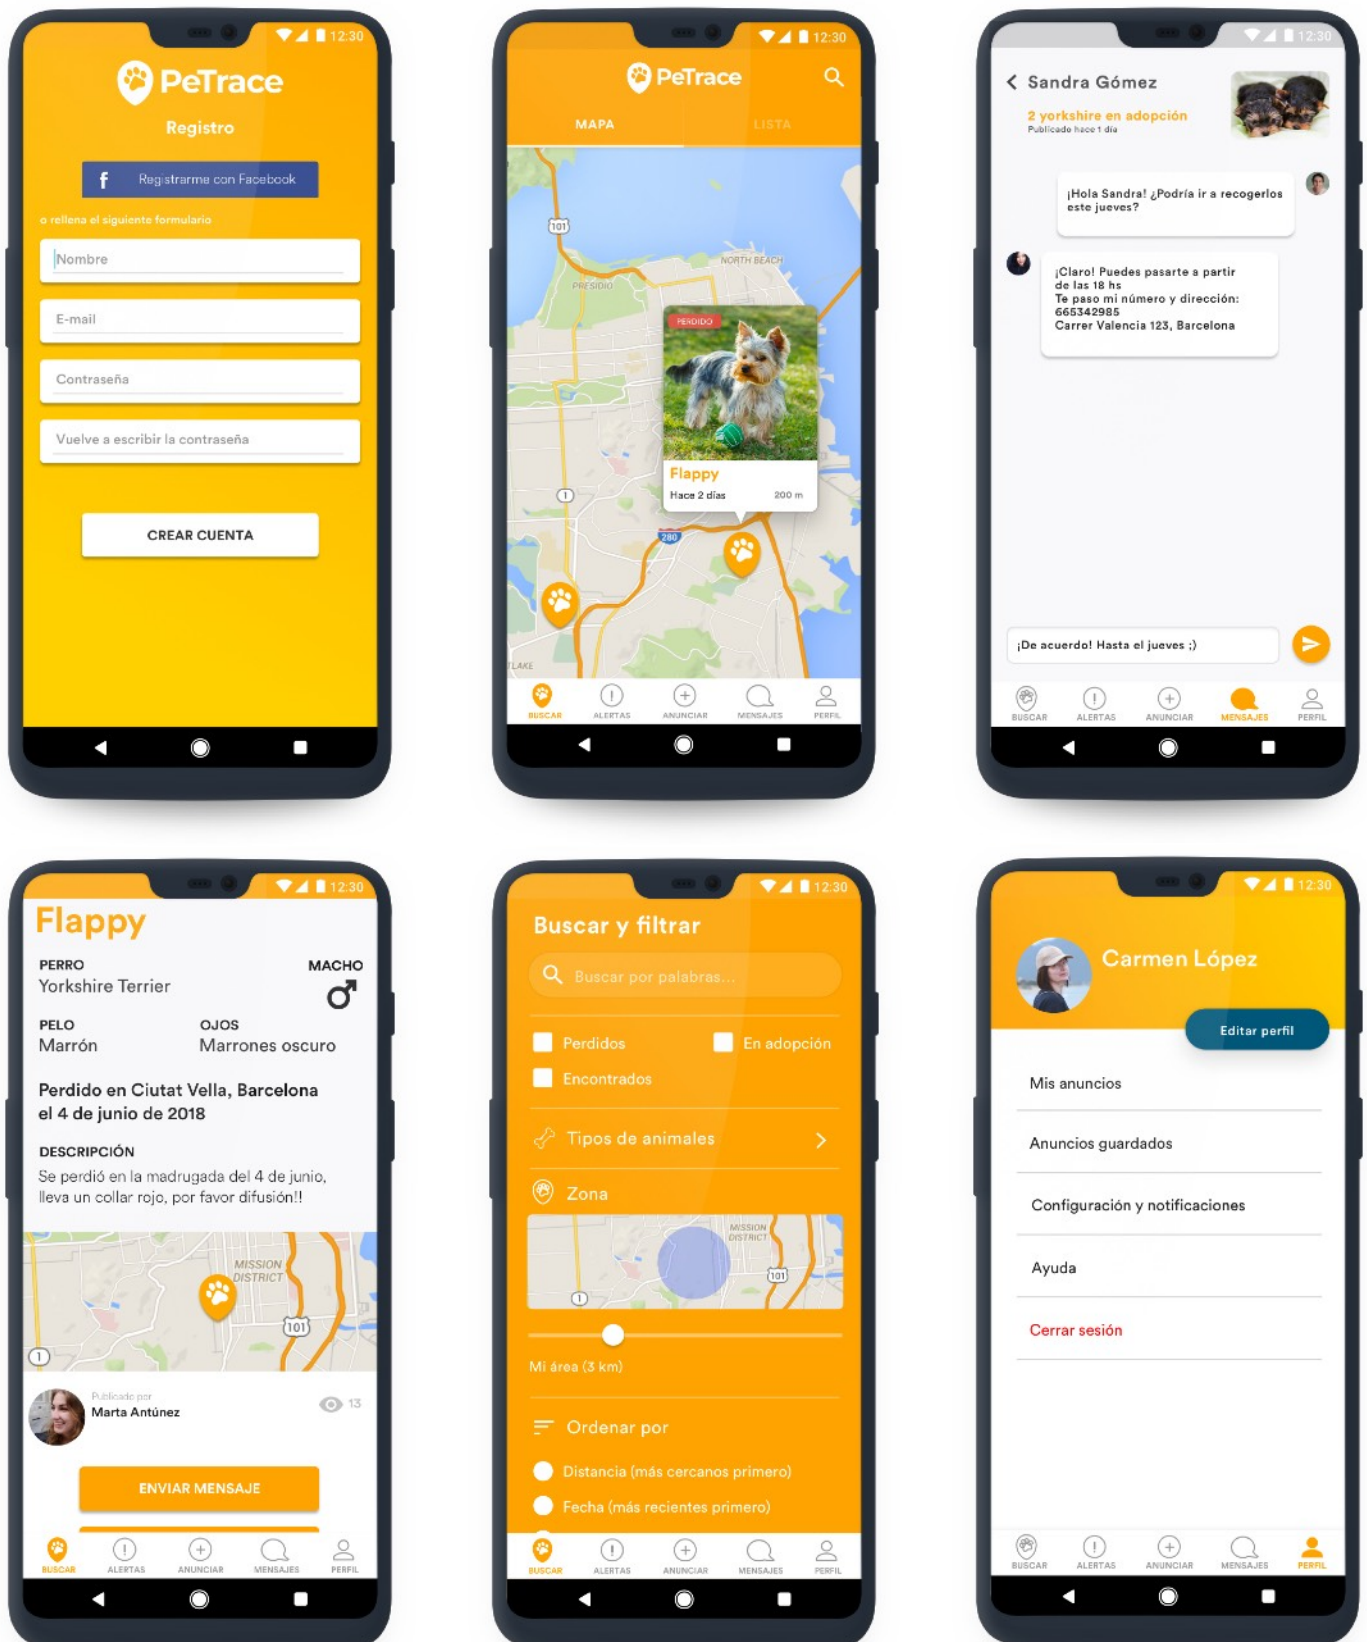 12:30
PeTrace
Registro
f Registrarme con Facebook
o rellena el siguiente formulario
Nombre
E-mail
Contraseña
Vuelve a escribir la contraseña
CREAR CUENTA
12:30
PeTrace
MAPA LISTA
101
NORTH BEACH
PRESIDIO
PERDIDO
Flappy
Hace 2 días 200 m
1
280
TLAKE
BUSCAR ALERTAS ANUNCIAR MENSAJES PERFIL
12:30
Sandra Gómez
2 yorkshire en adopción
Publicado hace 1 día
¡Hola Sandra! ¿Podría ir a recogerlos
este jueves?
¡Claro! Puedes pasarte a partir
de las 18 hs
Te paso mi número y dirección:
665342985
Carrer Valencia 123, Barcelona
¡De acuerdo! Hasta el jueves ;)
BUSCAR ALERTAS ANUNCIAR MENSAJES PERFIL
12:30
Flappy
PERRO MACHO
Yorkshire Terrier
PELO OJOS
Marrón Marrones oscuro
Perdido en Ciutat Vella, Barcelona
el 4 de junio de 2018
DESCRIPCIÓN
Se perdió en la madrugada del 4 de junio,
lleva un collar rojo, por favor difusión!!
MISSION
DISTRICT
101
1
Publicado por
Marta Antúnez 13
ENVIAR MENSAJE
BUSCAR ALERTAS ANUNCIAR MENSAJES PERFIL
12:30
Buscar y filtrar
Buscar por palabras...
Perdidos En adopción
Encontrados
Tipos de animales
Zona
MISSION
DISTRICT
101
1
Mi área (3 km)
Ordenar por
Distancia (más cercanos primero)
Fecha (más recientes primero)
BUSCAR ALERTAS ANUNCIAR MENSAJES PERFIL
12:30
Carmen López
Editar perfil
Mis anuncios
Anuncios guardados
Configuración y notificaciones
Ayuda
Cerrar sesión
BUSCAR ALERTAS ANUNCIAR MENSAJES PERFIL